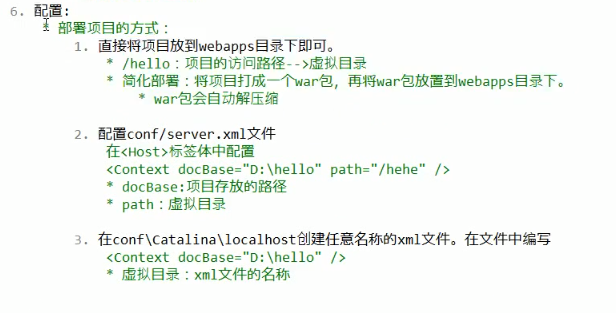 6. 配置:
* 部署项目的方式：
1. 直接将项目放到webapps目录下即可。
* /hello：项目的访问路径-->虚拟目录
* 简化部署：将项目打成一个war包，再将war包放置到webapps目录下。
* war包会自动解压缩
2. 配置conf/server.xml文件
在<Host>标签体中配置
<Context docBase="D:\hello" path="/hehe" />
* docBase:项目存放的路径
* path：虚拟目录
3. 在conf\Catalina\localhost创建任意名称的xml文件。在文件中编写
<Context docBase="D:\hello" />
* 虚拟目录：xml文件的名称